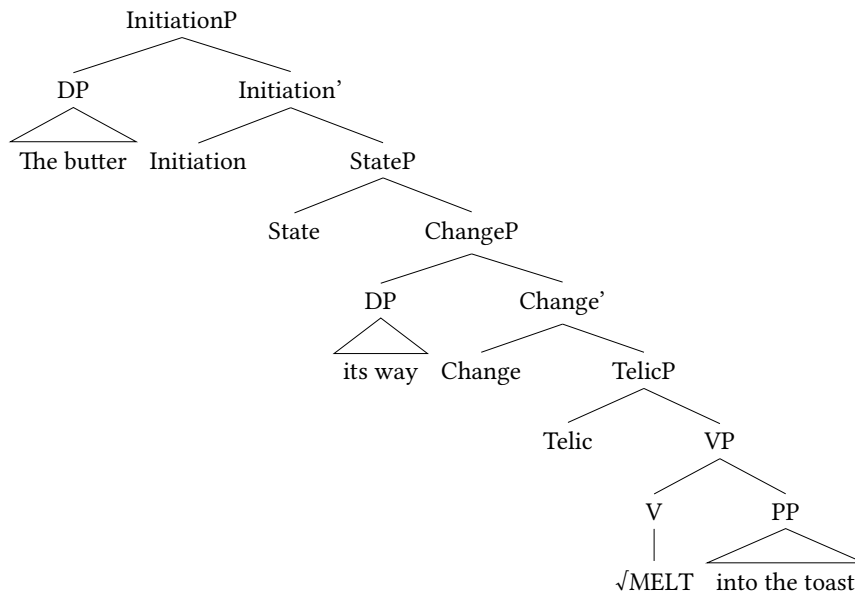 InitiationP
DP Initiation’
The butter Initiation StateP
State ChangeP
DP Change’
its way Change TelicP
Telic VP
V PP
√MELT into the toast